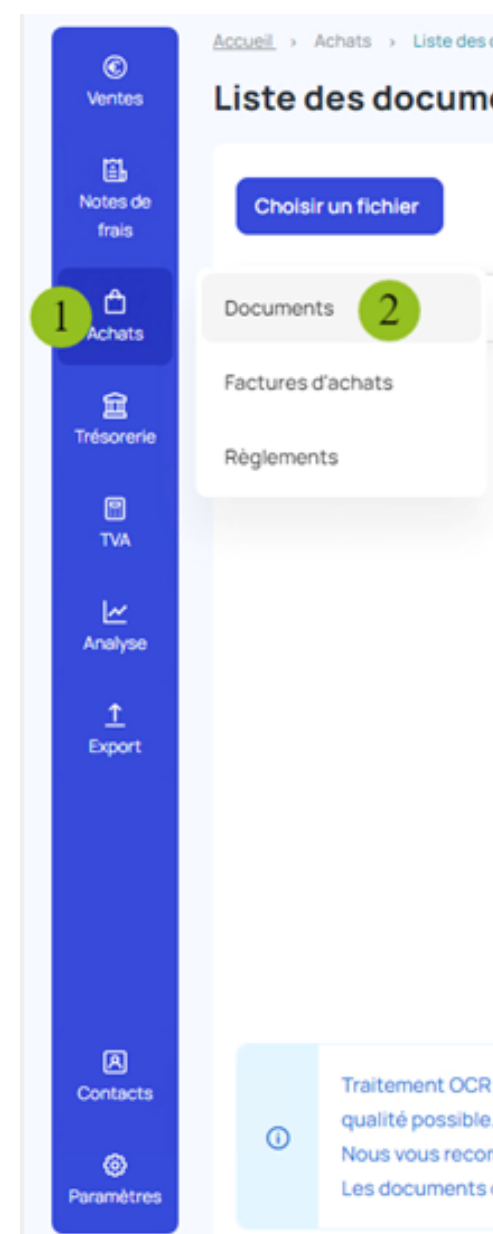 Accueil > Achats > Liste des
Liste des docum
Ventes
Notes de
frais
Choisir un fichier
1
Achats
Documents 2
Factures d'achats
Règlements
Trésorerie
TVA
Analyse
Export
Contacts
Paramètres
Traitement OCR
qualité possible.
Nous vous recor
Les documents